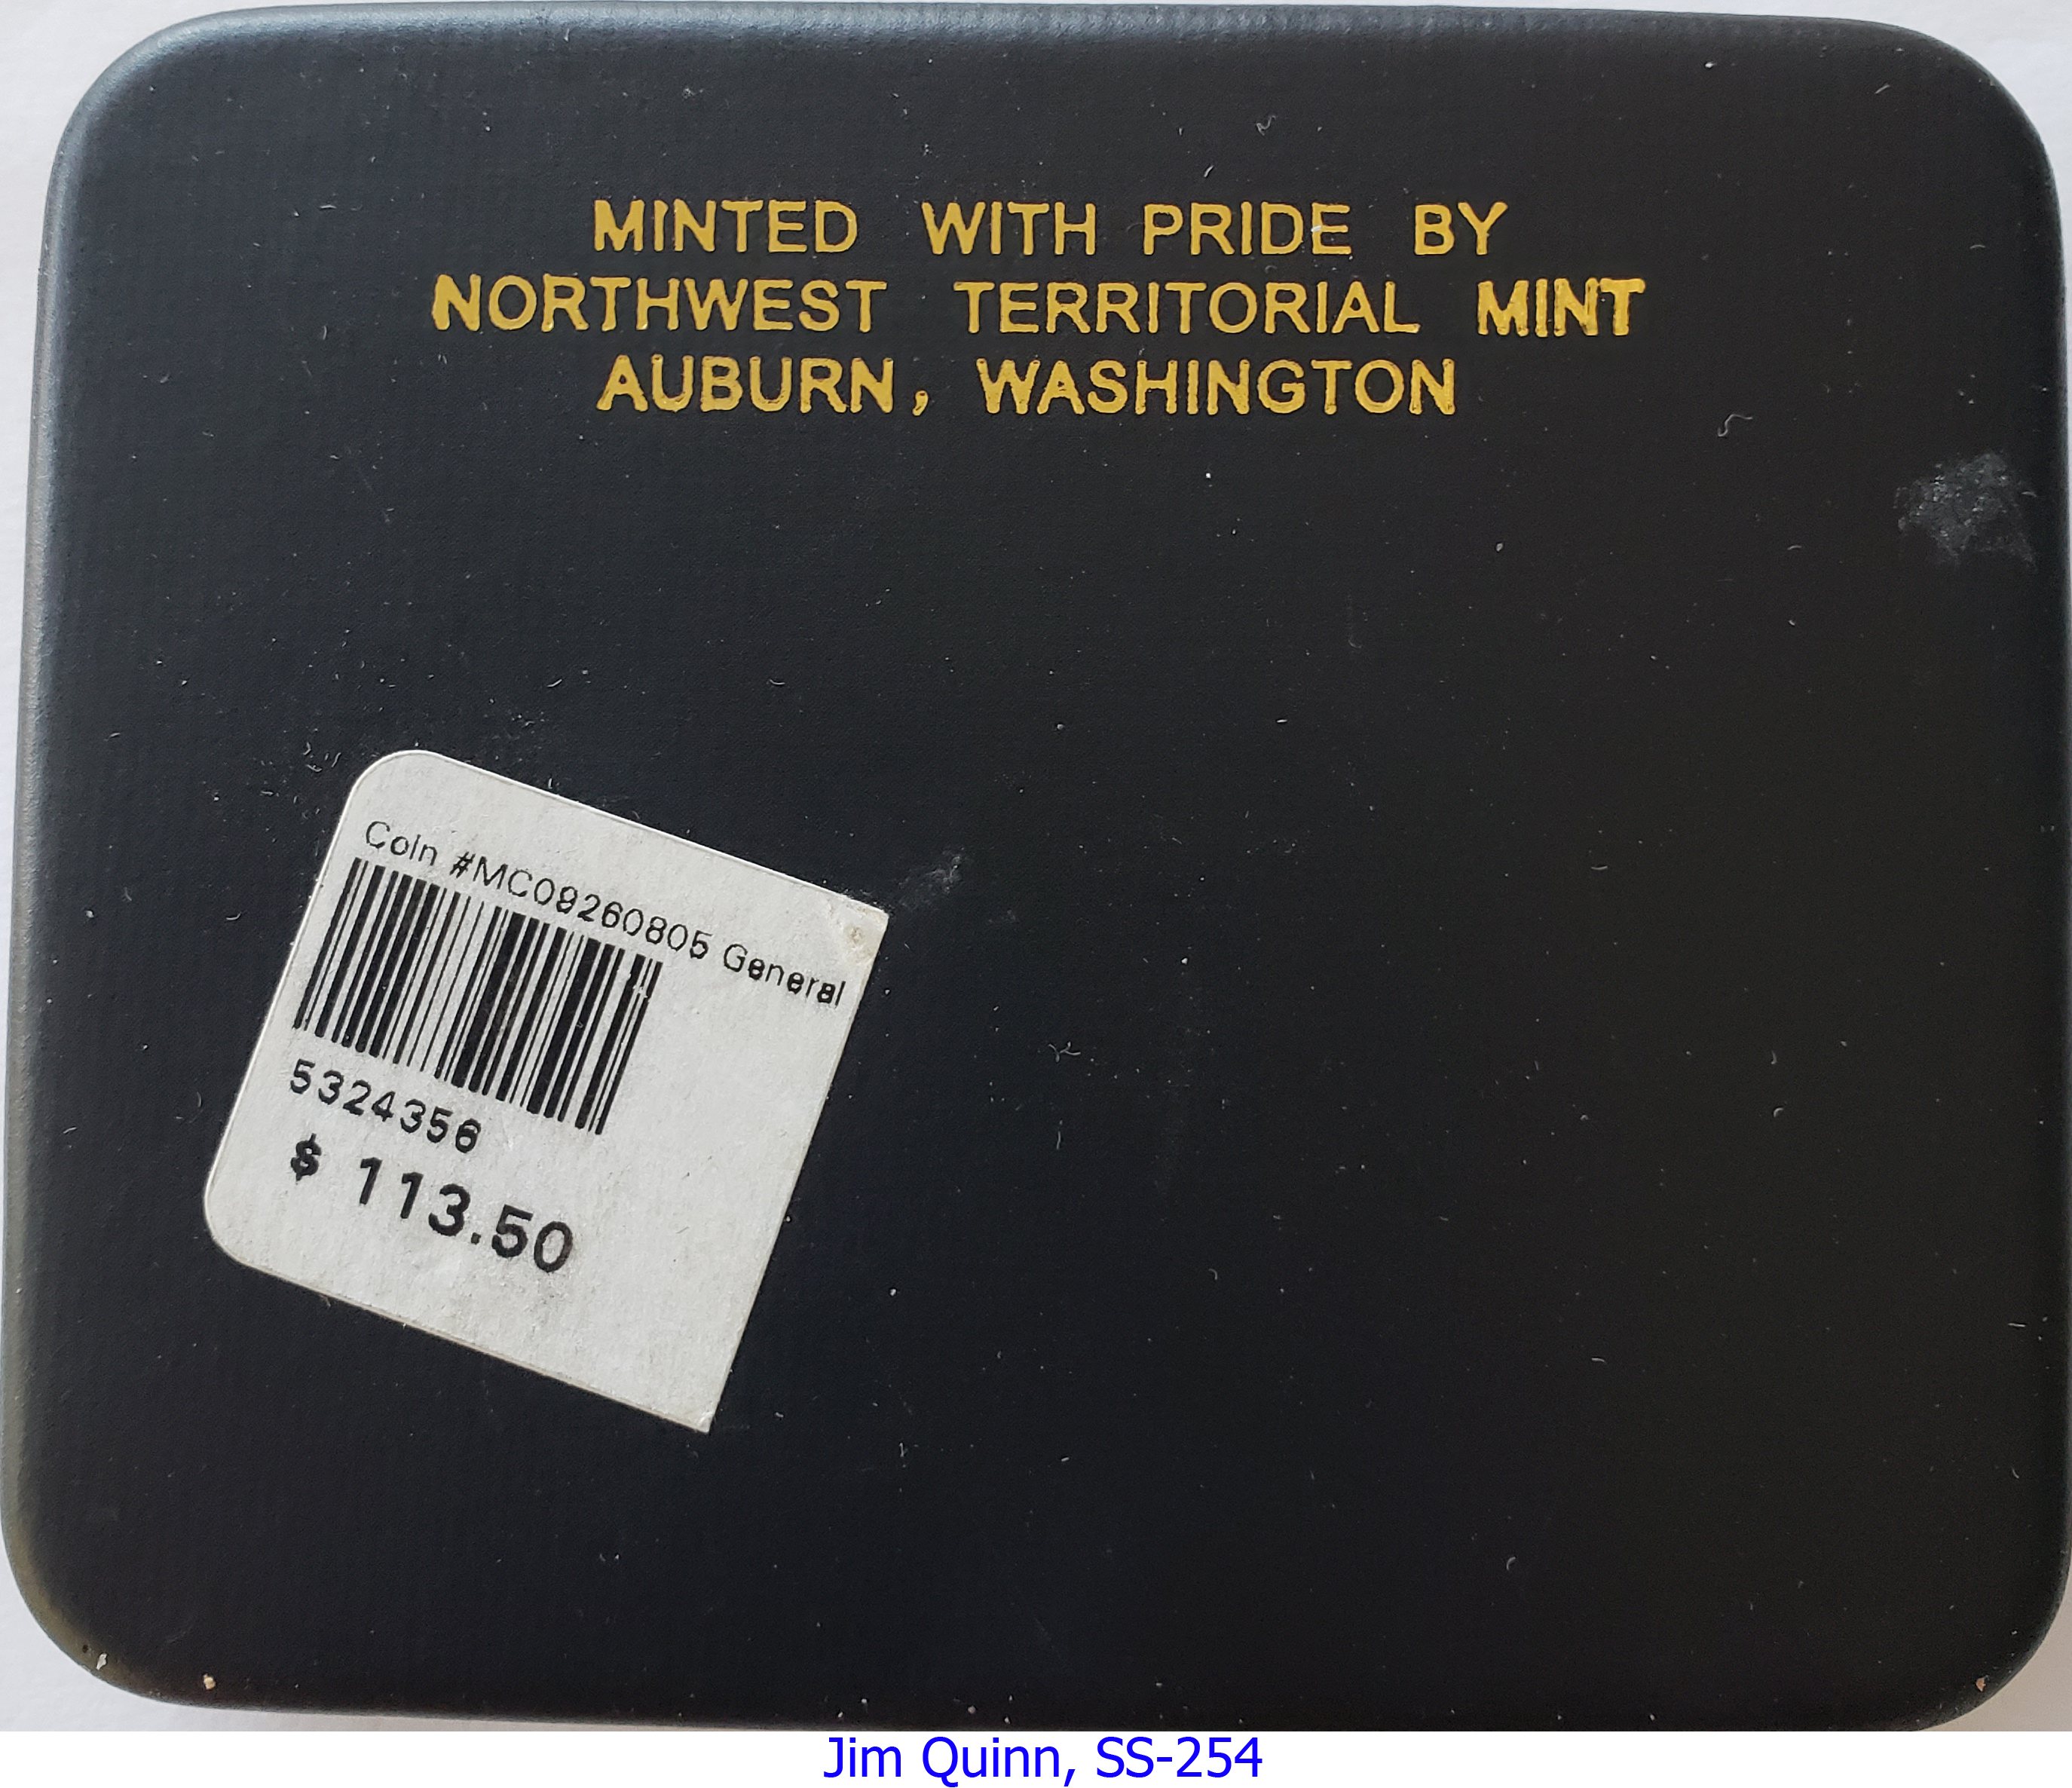 MINTED WITH PRIDE BY
NORTHWEST TERRITORIAL MINT
AUBURN, WASHINGTON
Coin #MC09260805 General
5324356
$ 113.50
Jim Quinn, SS-254